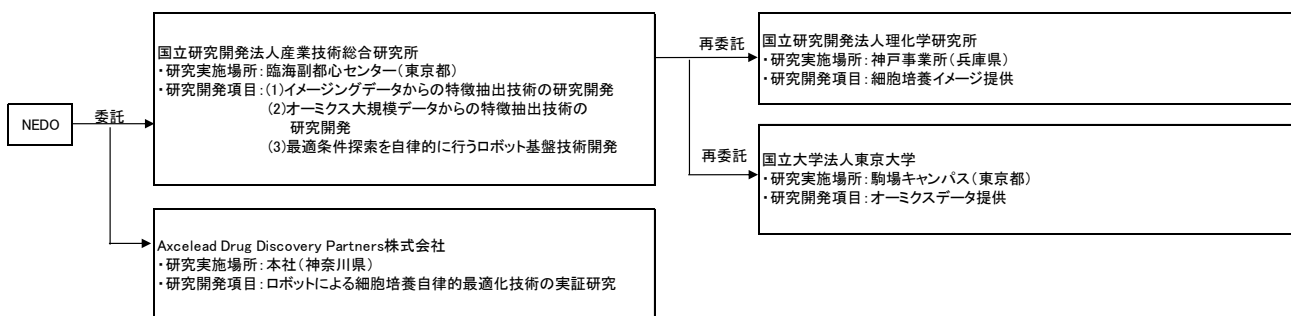 NEDO
委託
国立研究開発法人産業技術総合研究所
・研究実施場所：臨海副都心センター（東京都）
・研究開発項目：（1）イメージングデータからの特徴抽出技術の研究開発
（2）オーミクス大規模データからの特徴抽出技術の
研究開発
（3）最適条件探索を自律的に行うロボット基盤技術開発
Axcelead Drug Discovery Partners株式会社
・研究実施場所：本社（神奈川県）
・研究開発項目：ロボットによる細胞培養自律的最適化技術の実証研究
再委託
国立研究開発法人理化学研究所
・研究実施場所：神戸事業所（兵庫県）
・研究開発項目：細胞培養イメージ提供
再委託
国立大学法人東京大学
・研究実施場所：駒場キャンパス（東京都）
・研究開発項目：オーミクスデータ提供